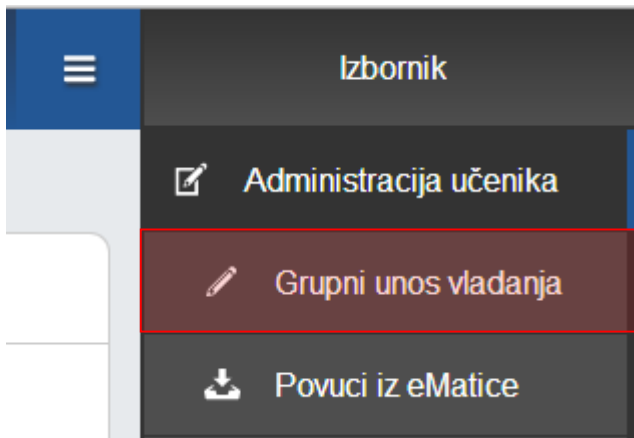 Izbornik
Administracija učenika
Grupni unos vladanja
Povuci iz eMatice